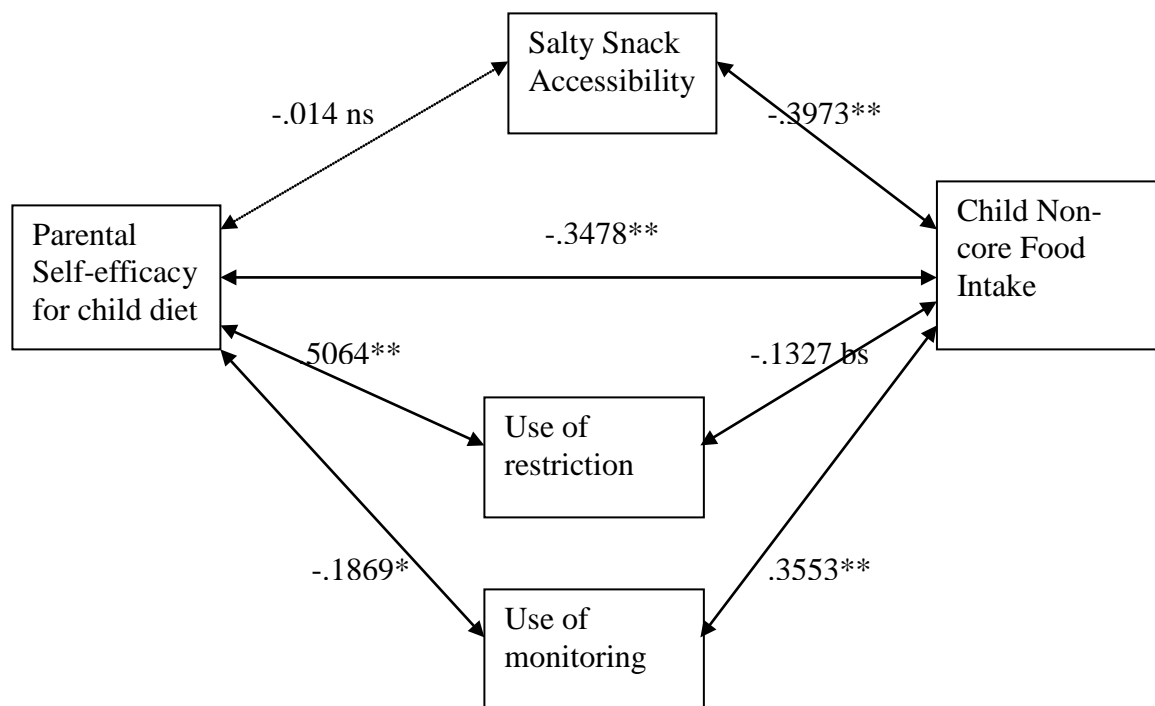 Salty Snack
Accessibility
-.014 ns
-.3973**
Parental
Self-efficacy
for child diet
-.3478**
Child Non-
core Food
Intake
.5064**
-.1327 bs
Use of
restriction
-.1869*
.3553**
Use of
monitoring